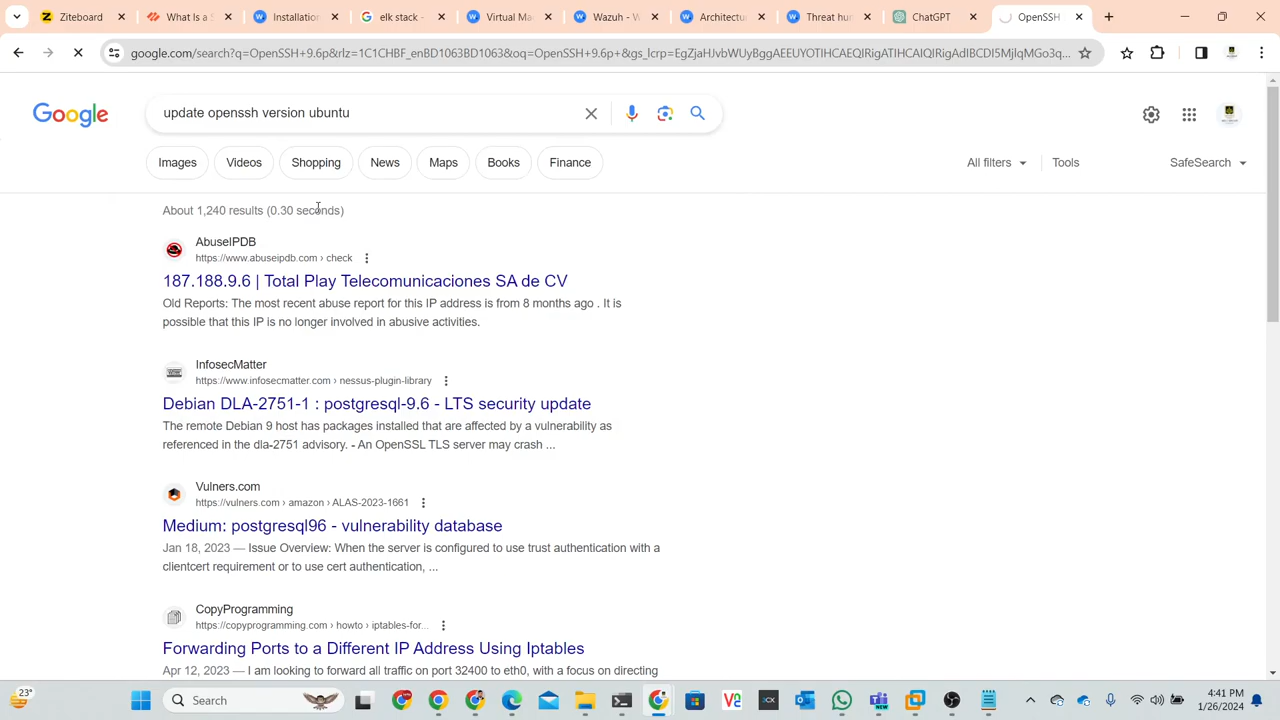 Ziteboard
What Is a S
Installation
elk stack -
Virtual Ma
Wazuh - W
Architectur
Threat hun
ChatGPT
OpenSSH
google.com/search?q=OpenSSH+9.6p&rlz=1C1CHBF_enBD1063BD1063&oq=OpenSSH+9.6p+&gs_lcrp=EgZjaHJvbWUyBggAEEUYOTIHCAEQIRigATIHCAIQIRigAdIBCDI5MjlqMGo3q...
Google
update openssh version ubuntu
Images
Videos
Shopping
News
Maps
Books
Finance
All filters
Tools
SafeSearch
About 1,240 results (0.30 seconds)
AbuseIPDB
https://www.abuseipdb.com › check
187.188.9.6 | Total Play Telecomunicaciones SA de CV
Old Reports: The most recent abuse report for this IP address is from 8 months ago . It is
possible that this IP is no longer involved in abusive activities.
InfosecMatter
https://www.infosecmatter.com › nessus-plugin-library
Debian DLA-2751-1 : postgresql-9.6 - LTS security update
The remote Debian 9 host has packages installed that are affected by a vulnerability as
referenced in the dla-2751 advisory. - An OpenSSL TLS server may crash ...
Vulners.com
https://vulners.com › amazon › ALAS-2023-1661
Medium: postgresql96 - vulnerability database
Jan 18, 2023 — Issue Overview: When the server is configured to use trust authentication with a
clientcert requirement or to use cert authentication, ...
CopyProgramming
https://copyprogramming.com › howto › iptables-for...
Forwarding Ports to a Different IP Address Using Iptables
Apr 12, 2023 — I am looking to forward all traffic on port 32400 to eth0, with a focus on directing
23°
Search
4:41 PM
1/26/2024